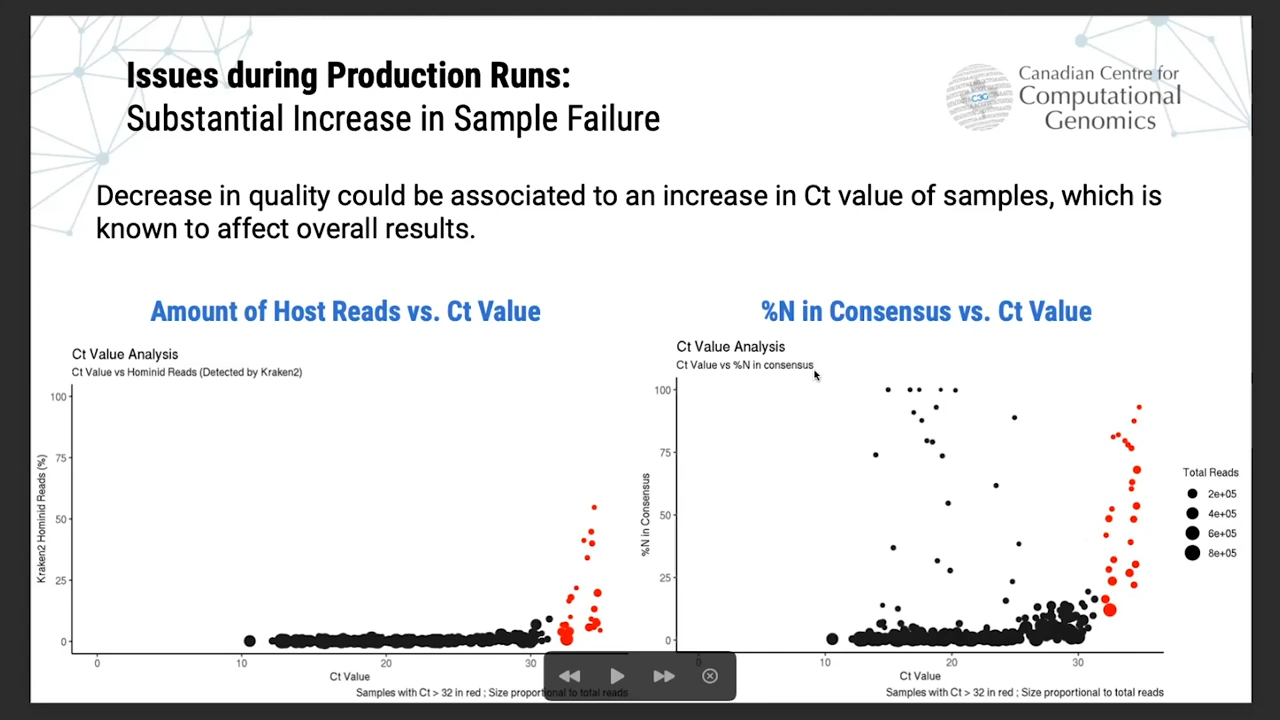 Issues during Production Runs:
Substantial Increase in Sample Failure
C3G
Canadian Centre for
Computational
Genomics
Decrease in quality could be associated to an increase in Ct value of samples, which is
known to affect overall results.
Amount of Host Reads vs. Ct Value
Ct Value Analysis
Ct Value vs Hominid Reads (Detected by Kraken2)
Kraken2 Hominid Reads (%)
100
75
50
25
0
0 10 20 30
Ct Value
Samples with Ct > 32 in red ; Size proportional to total reads
%N in Consensus vs. Ct Value
Ct Value Analysis
Ct Value vs %N in consensus
%N in Consensus
100
75
50
25
0
0 10 20 30
Ct Value
Samples with Ct > 32 in red ; Size proportional to total reads
Total Reads
2e+05
4e+05
6e+05
8e+05